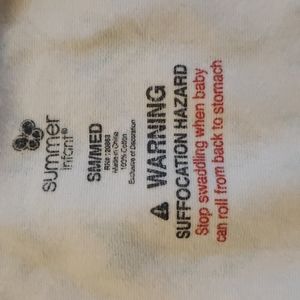 summer
infant®
SM/MED
Made in China
100% Cotton
Exclusive of Decoration
⚠ WARNING
SUFFOCATION HAZARD
Stop swaddling when baby
can roll from back to stomach